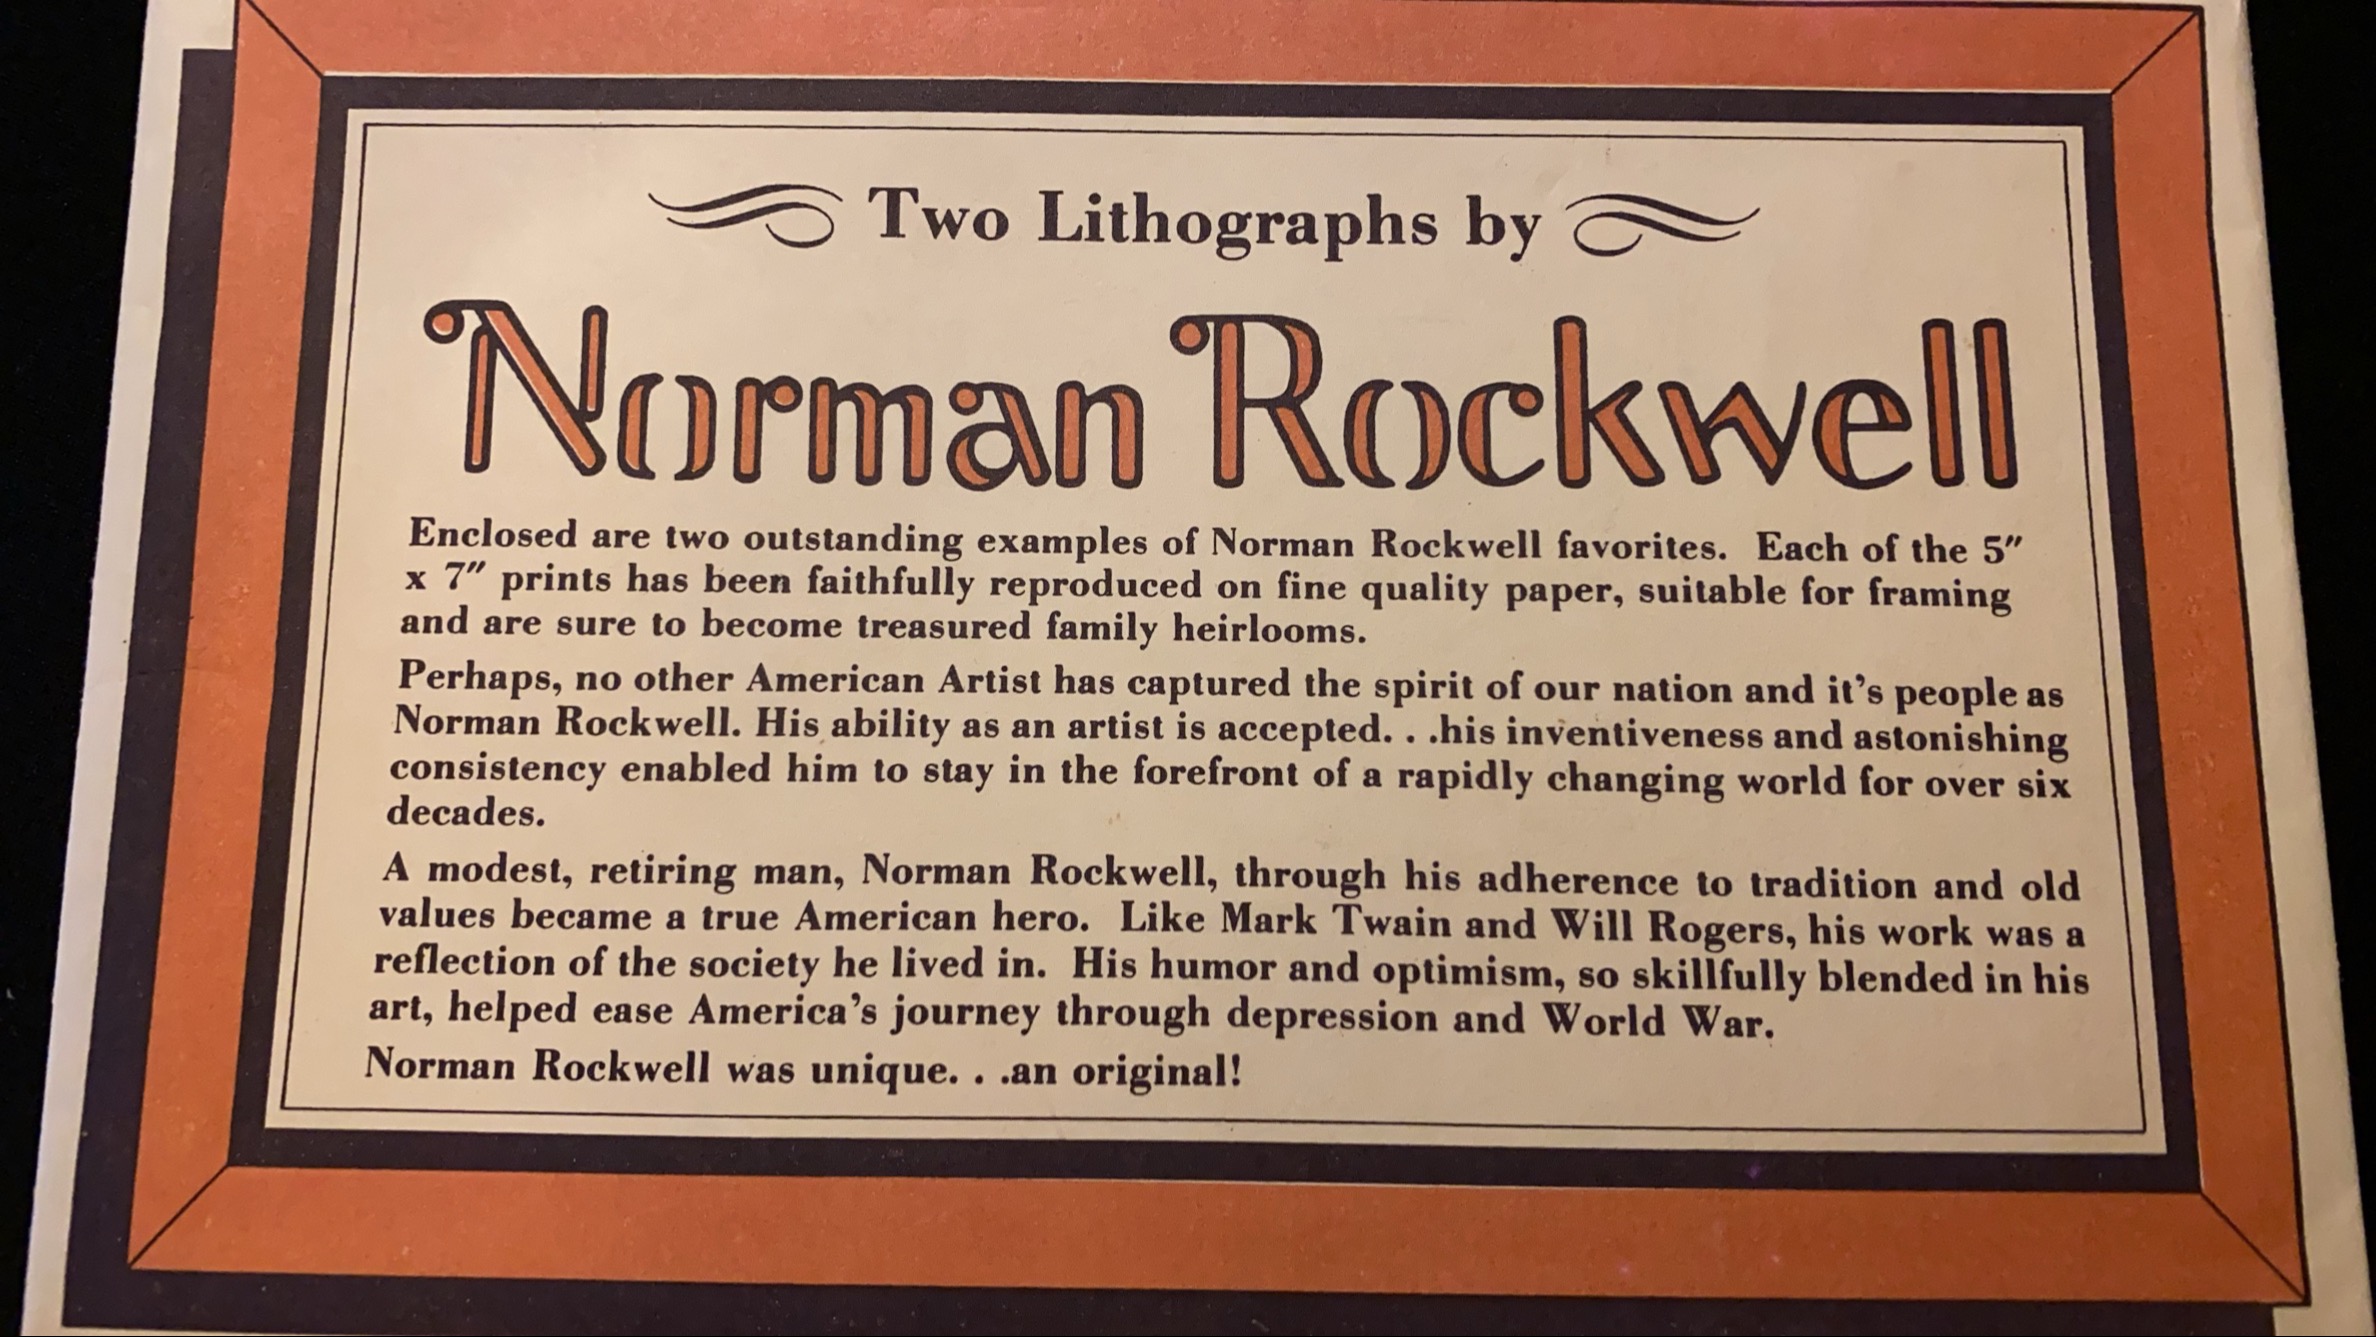 Two Lithographs by
Norman Rockwell
Enclosed are two outstanding examples of Norman Rockwell favorites. Each of the 5″
x 7″ prints has been faithfully reproduced on fine quality paper, suitable for framing
and are sure to become treasured family heirlooms.
Perhaps, no other American Artist has captured the spirit of our nation and it's people as
Norman Rockwell. His ability as an artist is accepted. . .his inventiveness and astonishing
consistency enabled him to stay in the forefront of a rapidly changing world for over six
decades.
A modest, retiring man, Norman Rockwell, through his adherence to tradition and old
values became a true American hero. Like Mark Twain and Will Rogers, his work was a
reflection of the society he lived in. His humor and optimism, so skillfully blended in his
art, helped ease America's journey through depression and World War.
Norman Rockwell was unique. . .an original!